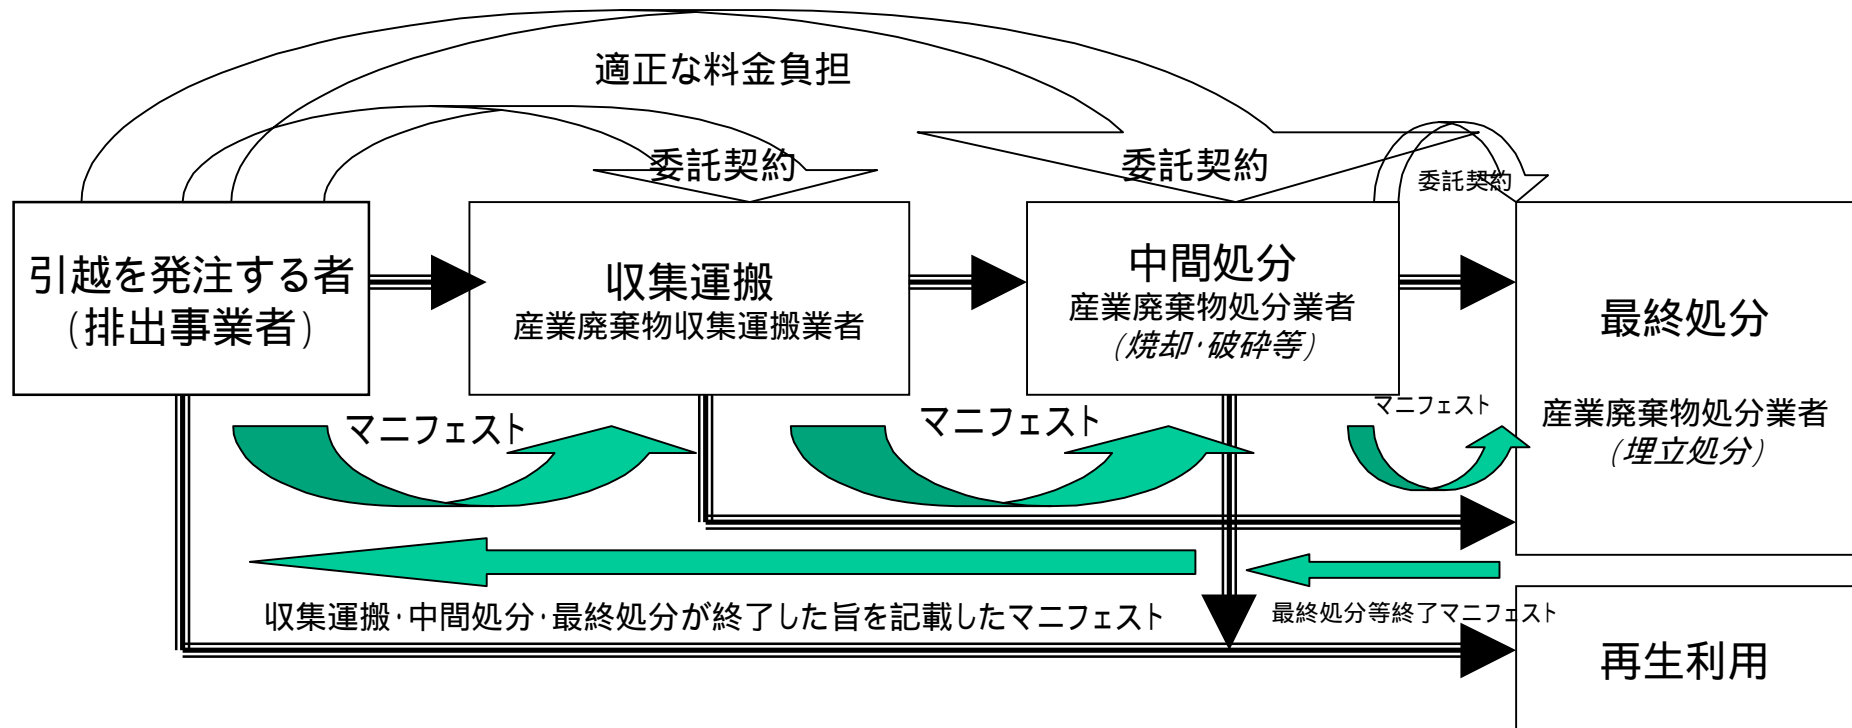 適正な料金負担
委託契約
委託契約
委託契約
引越を発注する者
(排出事業者)
収集運搬
産業廃棄物収集運搬業者
中間処分
産業廃棄物処分業者
(焼却・破砕等)
最終処分
産業廃棄物処分業者
(埋立処分)
マニフェスト
マニフェスト
マニフェスト
収集運搬・中間処分・最終処分が終了した旨を記載したマニフェスト
最終処分等終了マニフェスト
再生利用